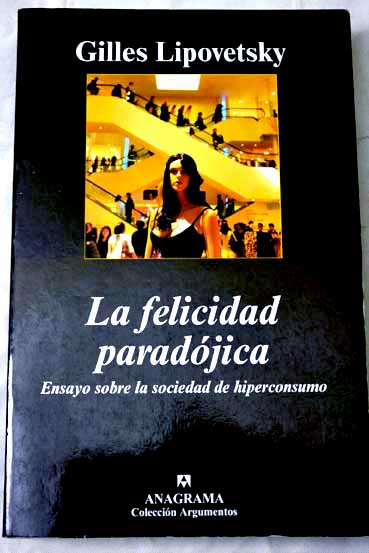 Gilles Lipovetsky
La felicidad
paradójica
Ensayo sobre la sociedad de hiperconsumo
ANAGRAMA
Colección Argumentos